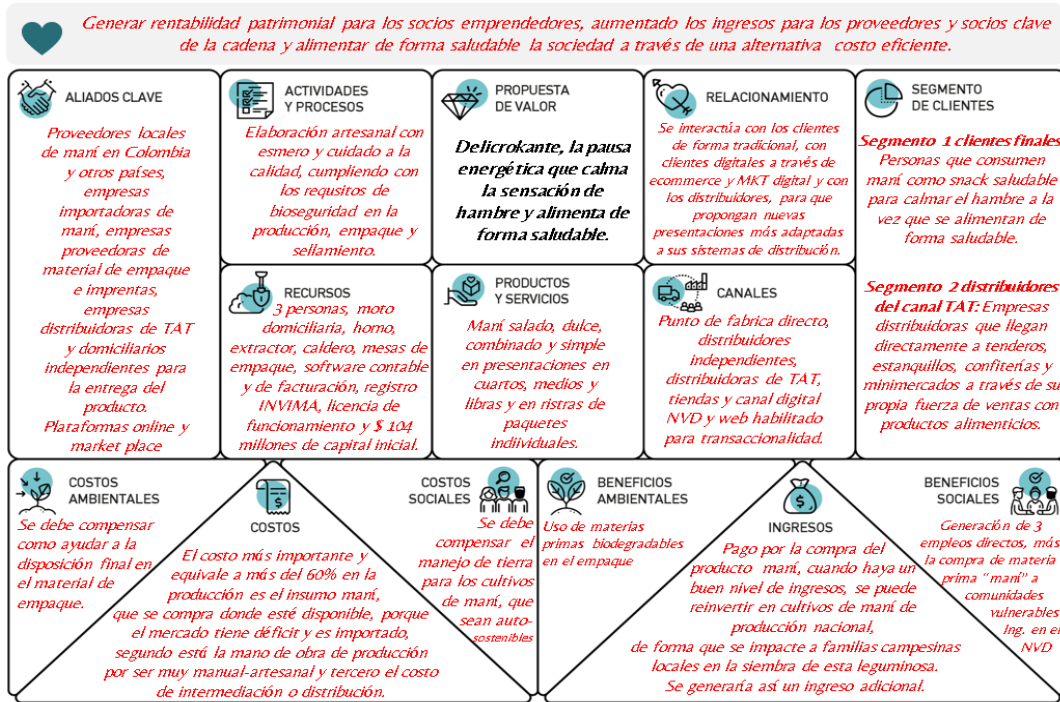 Generar rentabilidad patrimonial para los socios emprendedores, aumentado los ingresos para los proveedores y socios clave
de la cadena y alimentar de forma saludable la sociedad a través de una alternativa costo eficiente.
ALIADOS CLAVE
Proveedores locales
de maní en Colombia
y otros países,
empresas
importadoras de
maní, empresas
proveedoras de
material de empaque
e imprentas,
empresas
distribuidoras de TAT
y domiciliarios
independientes para
la entrega del
producto.
Plataformas online y
market place
ACTIVIDADES
Y PROCESOS
Elaboración artesanal con
esmero y cuidado a la
calidad, cumpliendo con
los requsitos de
bioseguridad en la
producción, empaque y
sellamiento.
RECURSOS
3 personas, moto
domiciliaria, horno,
extractor, caldero, mesas de
empaque, software contable
y de facturación, registro
INVIMA, licencia de
funcionamiento y $ 104
millones de capital inicial.
PROPUESTA
DE VALOR
Delicrokante, la pausa
energética que calma
la sensación de
hambre y alimenta de
forma saludable.
PRODUCTOS
Y SERVICIOS
Maní salado, dulce,
combinado y simple
en presentaciones en
cuartos, medios y
libras y en ristras de
paquetes
indiividuales.
RELACIONAMIENTO
Se interactúa con los clientes
de forma tradicional, con
clientes digitales a través de
ecommerce y MKT digital y con
los distribuidores, para que
propongan nuevas
presentaciones más adaptadas
a sus sistemas de distribución.
CANALES
Punto de fabrica directo,
distribuidores
independientes,
distribuidoras de TAT,
tiendas y canal digital
NVD y web habilitado
para transaccionalidad.
SEGMENTO
DE CLIENTES
Segmento 1 clientes finales
Personas que consumen
maní como snack saludable
para calmar el hambre a la
vez que se alimentan de
forma saludable.
Segmento 2 distribuidores
del canal TAT: Empresas
distribuidoras que llegan
directamente a tenderos,
estanquillos, confiterías y
minimercados a través de su
propia fuerza de ventas con
productos alimenticios.
COSTOS
AMBIENTALES
Se debe compensar
como ayudar a la
disposición final en
el material de
empaque.
COSTOS
El costo más importante y
equivale a más del 60% en la
producción es el insumo maní,
que se compra donde esté disponible, porque
el mercado tiene déficit y es importado,
segundo está la mano de obra de producción
por ser muy manual-artesanal y tercero el costo
de intermediación o distribución.
COSTOS
SOCIALES
Se debe
compensar el
manejo de tierra
para los cultivos
de maní, que
sean auto-
sostenibles
BENEFICIOS
AMBIENTALES
Uso de materias
primas biodegradables
en el empaque
INGRESOS
Pago por la compra del
producto maní, cuando haya un
buen nivel de ingresos, se puede
reinvertir en cultivos de maní de
producción nacional,
de forma que se impacte a familias campesinas
locales en la siembra de esta leguminosa.
Se generaría así un ingreso adicional.
BENEFICIOS
SOCIALES
Generación de 3
empleos directos, más
la compra de materia
prima "maní" a
comunidades
vulnerables
ing. en el
NVD